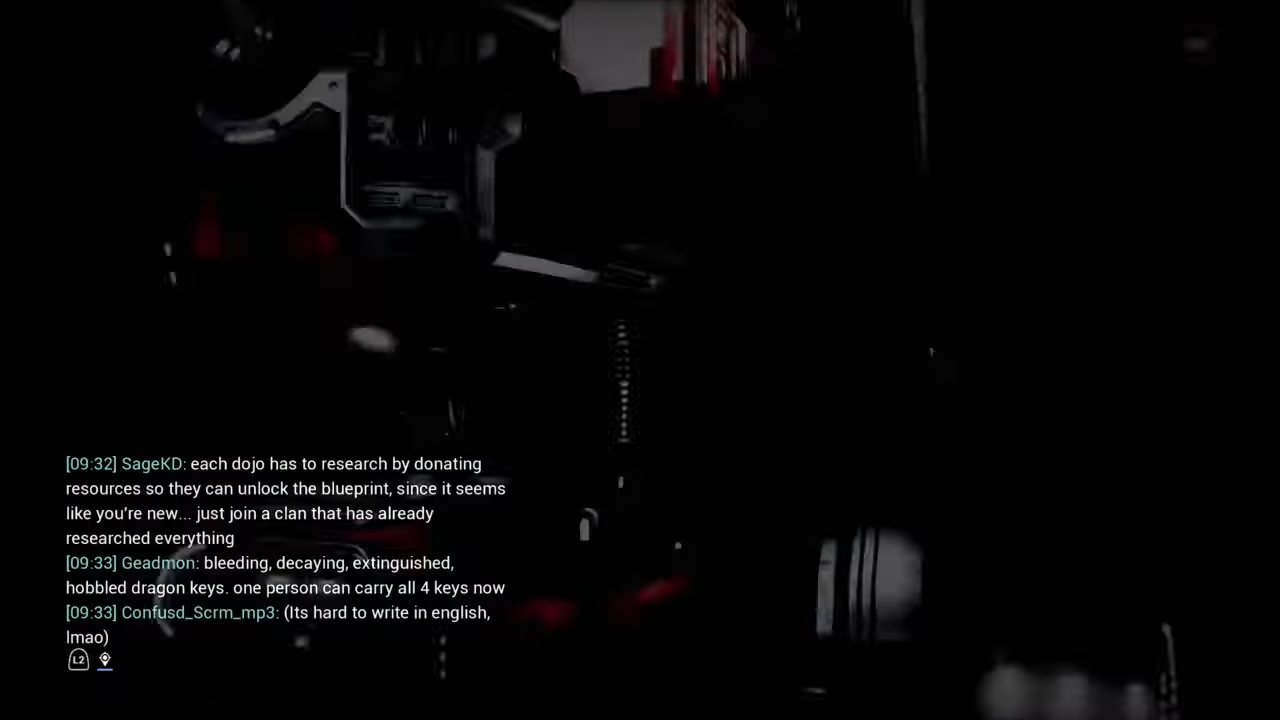 [09:32] SageKD: each dojo has to research by donating
resources so they can unlock the blueprint, since it seems
like you're new... just join a clan that has already
researched everything
[09:33] Geadmon: bleeding, decaying, extinguished,
hobbled dragon keys. one person can carry all 4 keys now
[09:33] Confusd_Scrm_mp3: (Its hard to write in english,
lmao)
L2